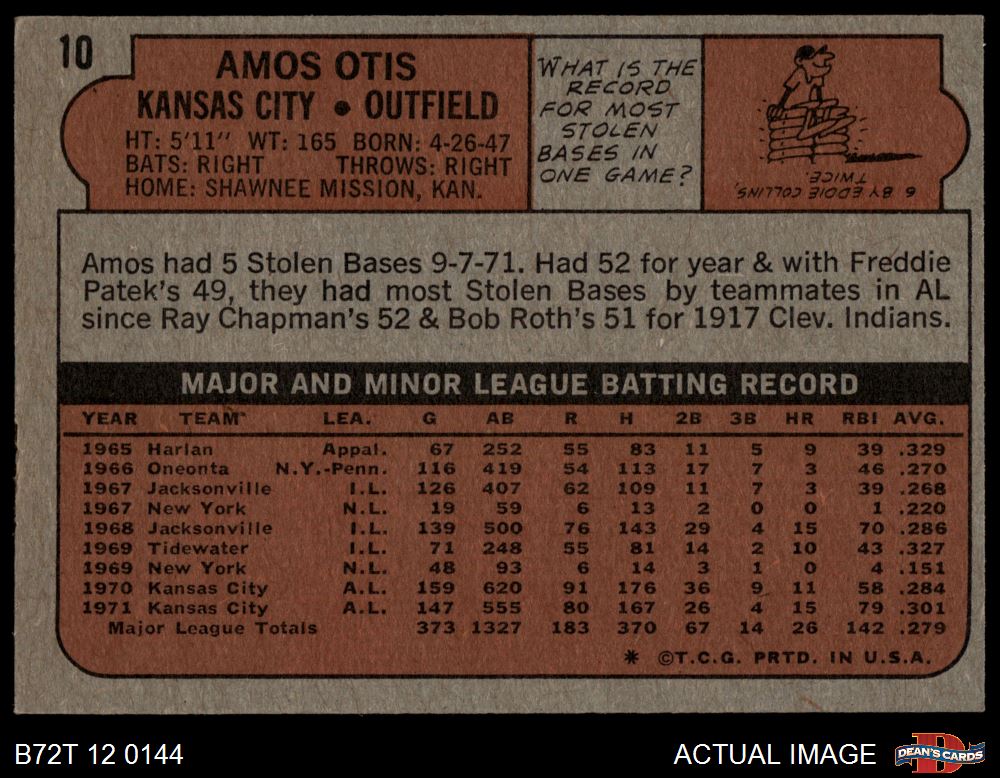 10
AMOS OTIS
KANSAS CITY • OUTFIELD
HT: 5'11" WT: 165 BORN: 4-26-47
BATS: RIGHT THROWS: RIGHT
HOME: SHAWNEE MISSION, KAN.
WHAT IS THE
RECORD
FOR MOST
STOLEN
BASES IN
ONE GAME?
6 BY EDDIE COLLINS,
TWICE.
Amos had 5 Stolen Bases 9-7-71. Had 52 for year & with Freddie
Patek's 49, they had most Stolen Bases by teammates in AL
since Ray Chapman's 52 & Bob Roth's 51 for 1917 Clev. Indians.
MAJOR AND MINOR LEAGUE BATTING RECORD
YEAR TEAM LEA. G AB R H 2B 3B HR RBI AVG.
1965 Harlan Appal. 67 252 55 83 11 5 9 39 .329
1966 Oneonta N.Y.-Penn. 116 419 54 113 17 7 3 46 .270
1967 Jacksonville I.L. 126 407 62 109 11 7 3 39 .268
1967 New York N.L. 19 59 6 13 2 0 0 1 .220
1968 Jacksonville I.L. 139 500 76 143 29 4 15 70 .286
1969 Tidewater I.L. 71 248 55 81 14 2 10 43 .327
1969 New York N.L. 48 93 6 14 3 1 0 4 .151
1970 Kansas City A.L. 159 620 91 176 36 9 11 58 .284
1971 Kansas City A.L. 147 555 80 167 26 4 15 79 .301
Major League Totals 373 1327 183 370 67 14 26 142 .279
* ©T.C.G. PRTD. IN U.S.A.
B72T 12 0144
ACTUAL IMAGE
DEAN'S CARDS